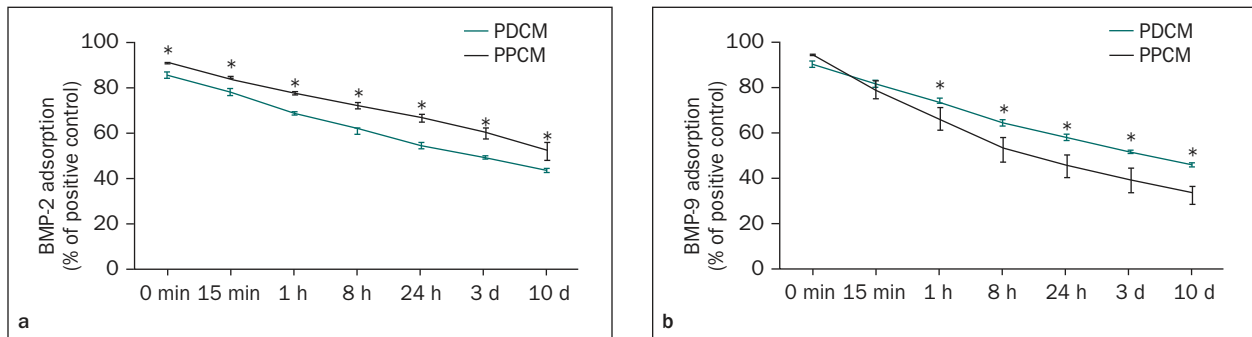 PDCM
PPCM
BMP-2 adsorption
(% of positive control)
100
80
60
40
20
0
* * * * * * *
0 min 15 min 1 h 8 h 24 h 3 d 10 d
a
PDCM
PPCM
BMP-9 adsorption
(% of positive control)
100
80
60
40
20
0
* * * * *
0 min 15 min 1 h 8 h 24 h 3 d 10 d
b